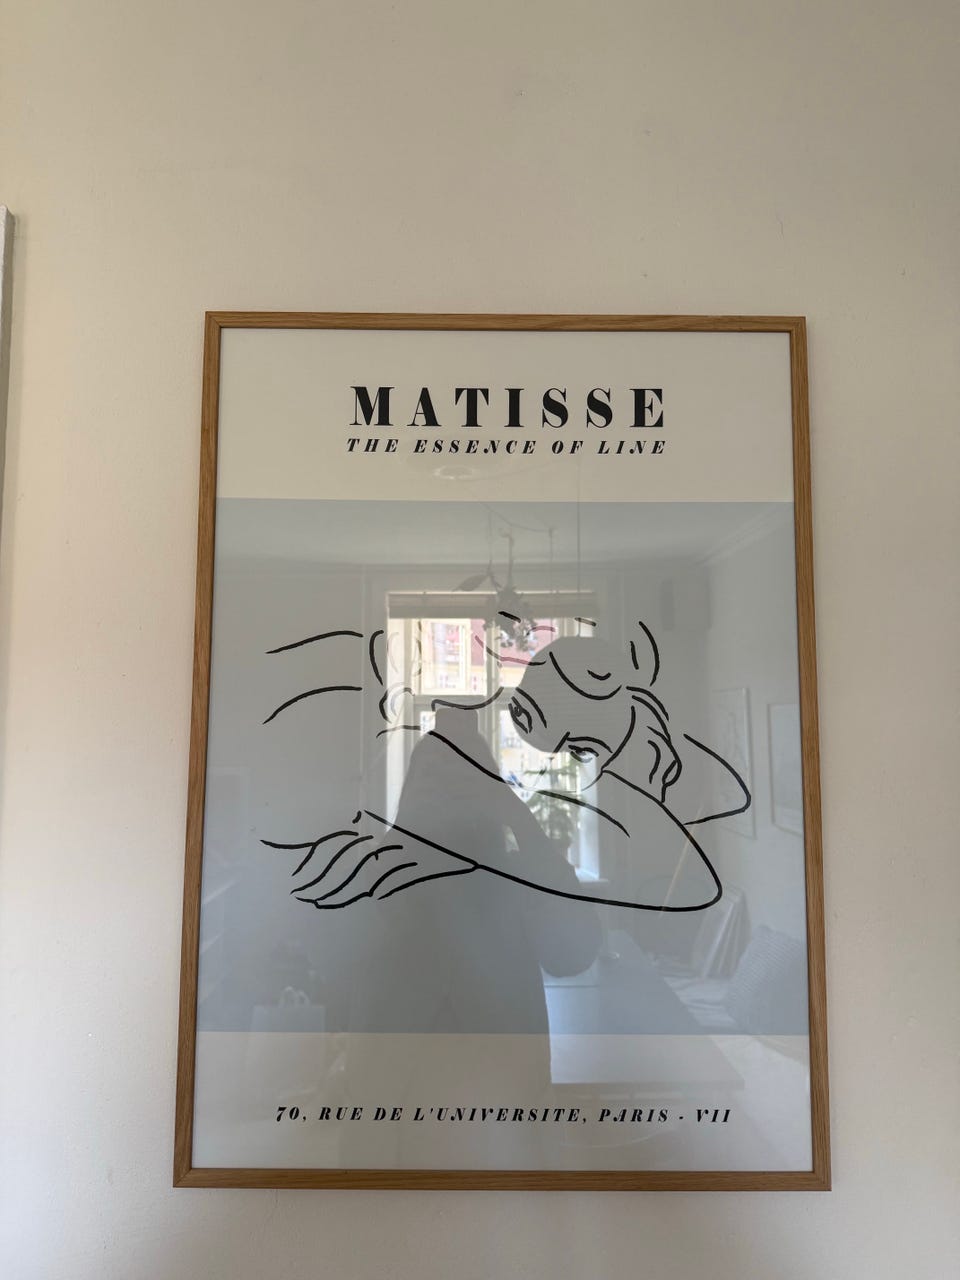 MATISSE
THE ESSENCE OF LINE
70, RUE DE L'UNIVERSITE, PARIS - VII